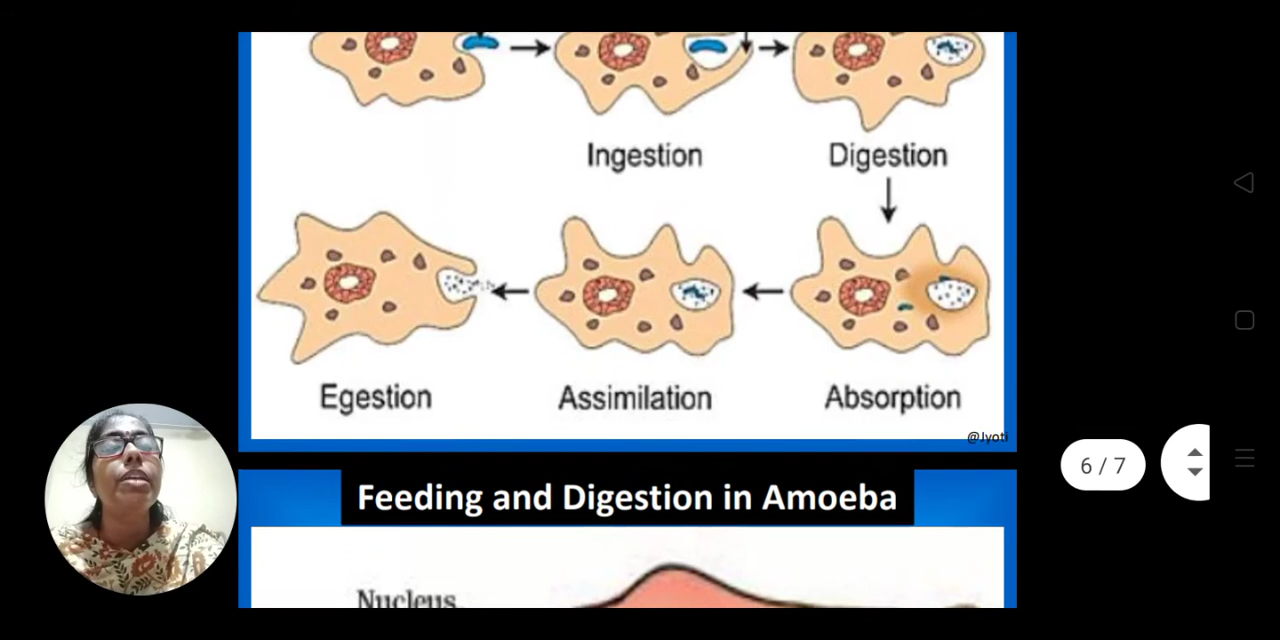 Ingestion
Digestion
Egestion
Assimilation
Absorption
@Jyoti
6 / 7
Feeding and Digestion in Amoeba
Nucleus